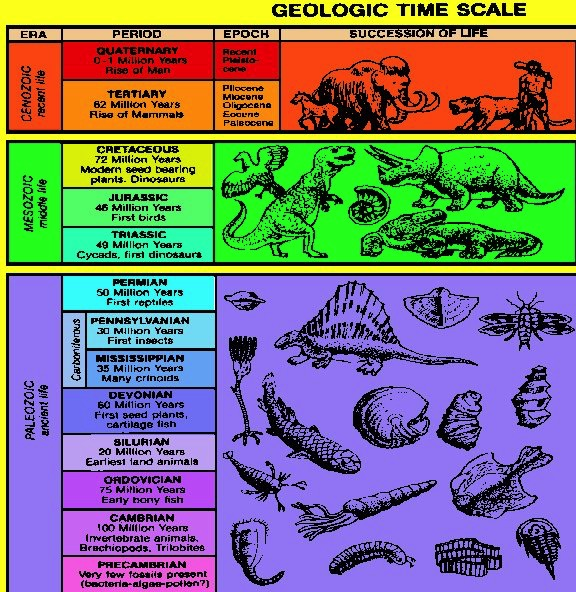 GEOLOGIC TIME SCALE
ERA PERIOD EPOCH SUCCESSION OF LIFE
CENOZOIC
recent life
QUATERNARY
0-1 Million Years
Rise of Man
Recent
Pleisto-
cene
TERTIARY
62 Million Years
Rise of Mammals
Pliocene
Miocene
Oligocene
Eocene
Paleocene
MESOZOIC
middle life
CRETACEOUS
72 Million Years
Modern seed bearing
plants. Dinosaurs
JURASSIC
46 Million Years
First birds
TRIASSIC
49 Million Years
Cycads, first dinosaurs
PALEOZOIC
ancient life
PERMIAN
50 Million Years
First reptiles
Carboniferous
PENNSYLVANIAN
30 Million Years
First insects
MISSISSIPPIAN
35 Million Years
Many crinoids
DEVONIAN
60 Million Years
First seed plants,
cartilage fish
SILURIAN
20 Million Years
Earliest land animals
ORDOVICIAN
75 Million Years
Early bony fish
CAMBRIAN
100 Million Years
Invertebrate animals,
Brachiopods, Trilobites
PRECAMBRIAN
Very few fossils present
(bacteria-algae-pollen?)